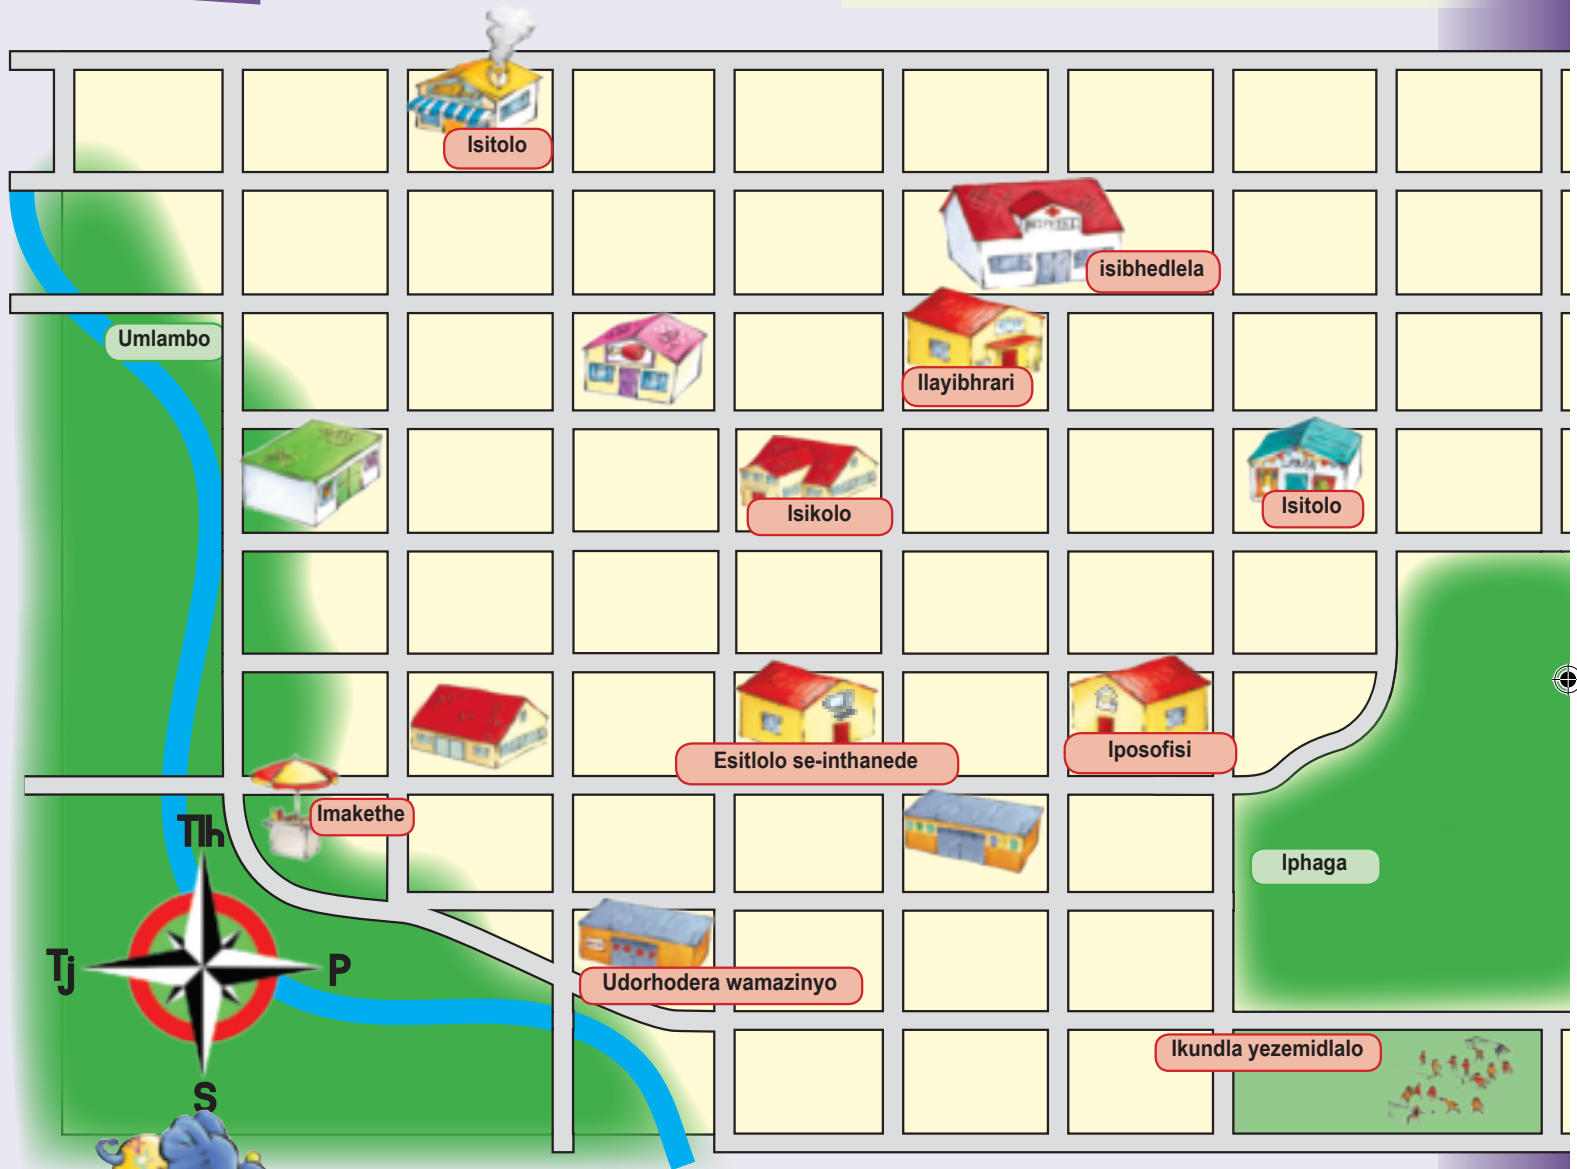 Isitolo
isibhedlela
Umlambo
Ilayibhrari
Isikolo
Isitolo
Esitlolo se-inthanede
Iposofisi
Imakethe
Tlh
Iphaga
Tj
P
Udorhodera wamazinyo
Ikundla yezemidlalo
S